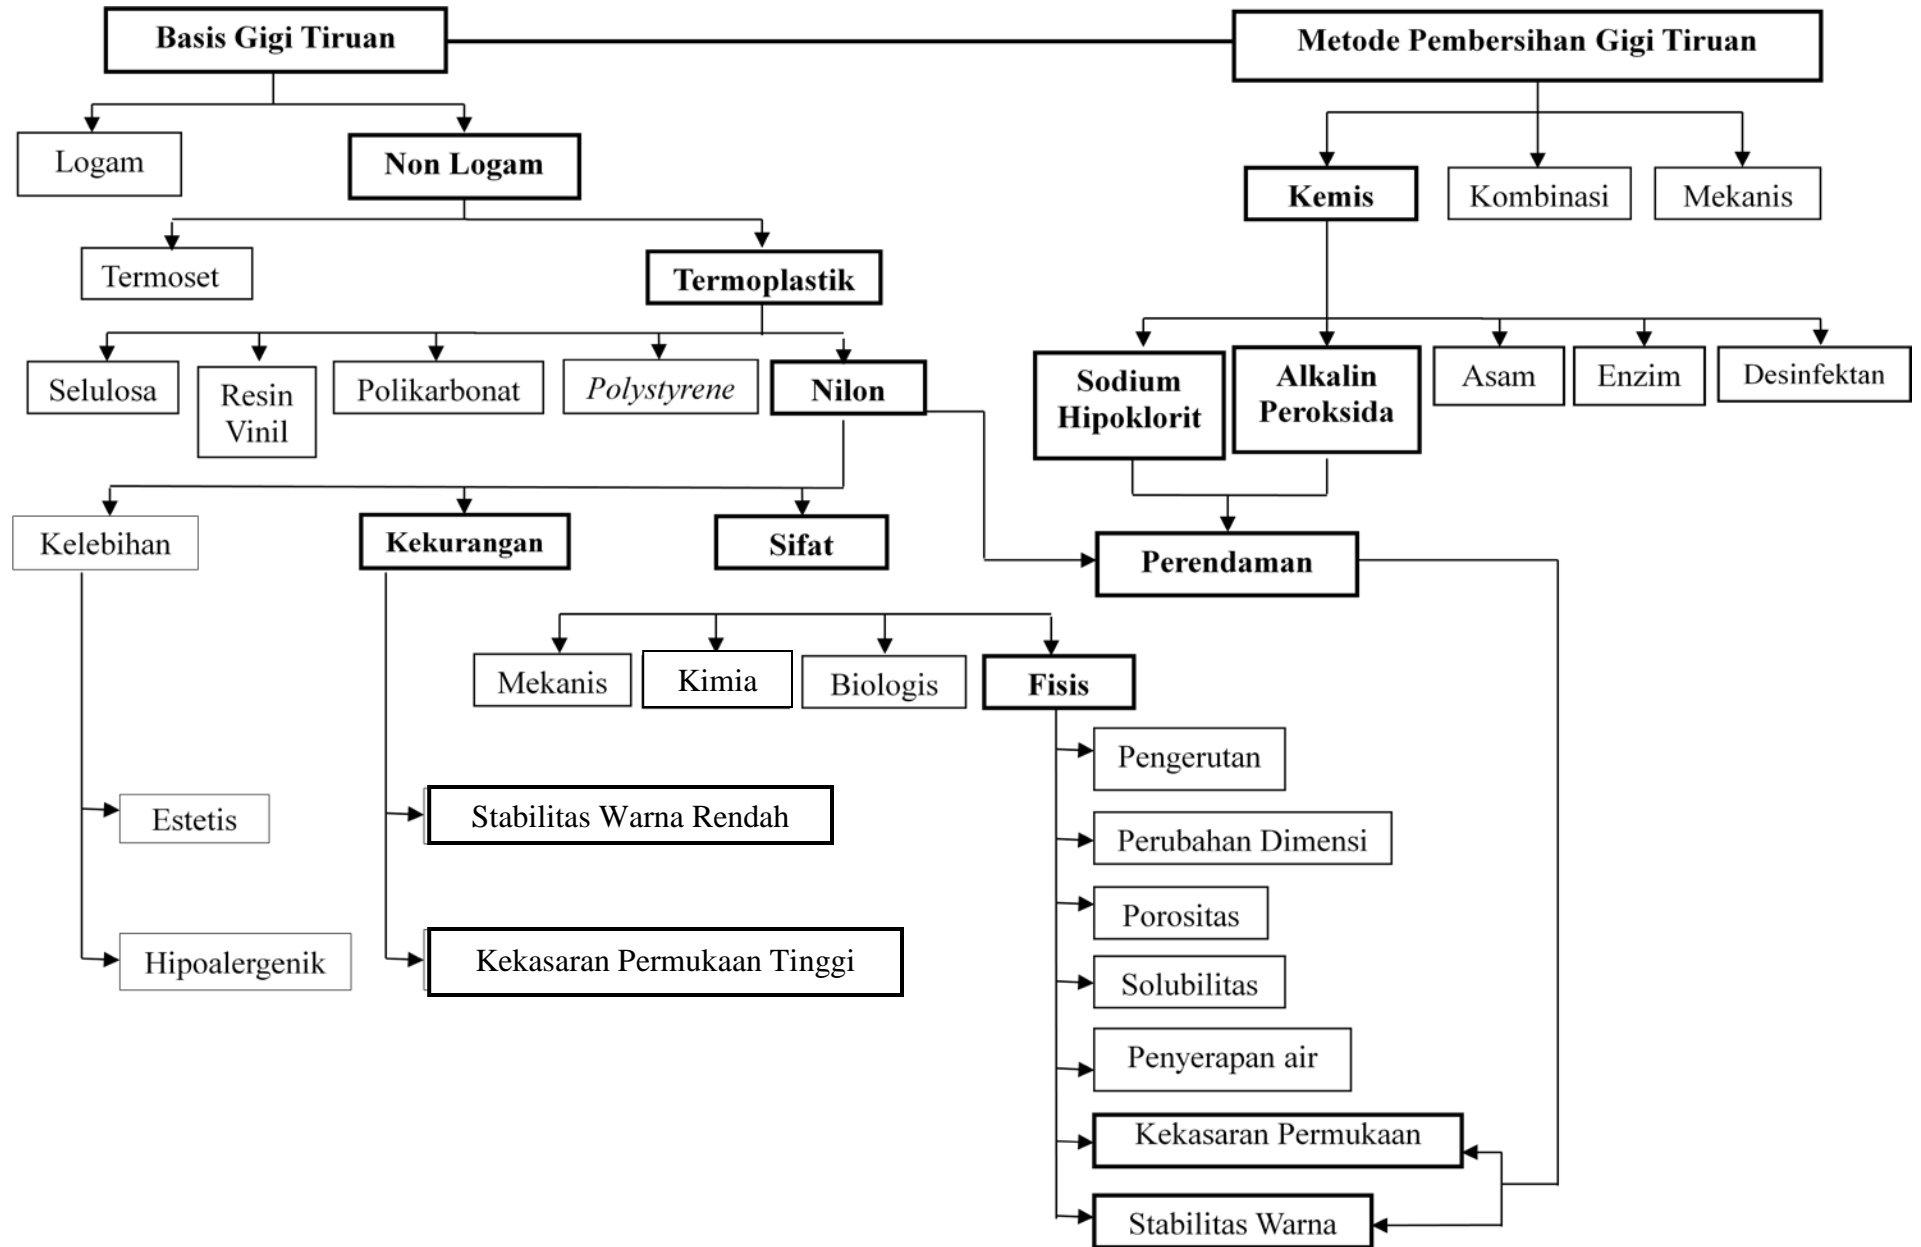 Basis Gigi Tiruan
Metode Pembersihan Gigi Tiruan
Logam
Non Logam
Kemis
Kombinasi
Mekanis
Termoset
Termoplastik
Selulosa
Resin
Vinil
Polikarbonat
Polystyrene
Nilon
Sodium
Hipoklorit
Alkalin
Peroksida
Asam
Enzim
Desinfektan
Kelebihan
Kekurangan
Sifat
Perendaman
Mekanis
Kimia
Biologis
Fisis
Pengerutan
Estetis
Stabilitas Warna Rendah
Perubahan Dimensi
Porositas
Hipoalergenik
Kekasaran Permukaan Tinggi
Solubilitas
Penyerapan air
Kekasaran Permukaan
Stabilitas Warna